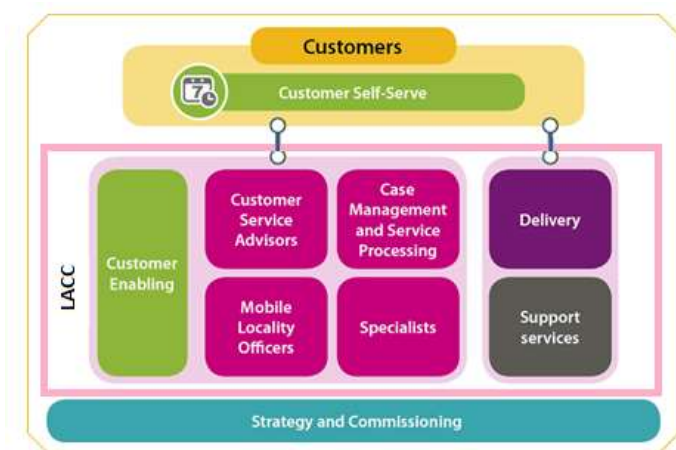 Customers
7
Customer Self-Serve
LACC
Customer
Enabling
Customer
Service
Advisors
Case
Management
and Service
Processing
Mobile
Locality
Officers
Specialists
Delivery
Support
services
Strategy and Commissioning